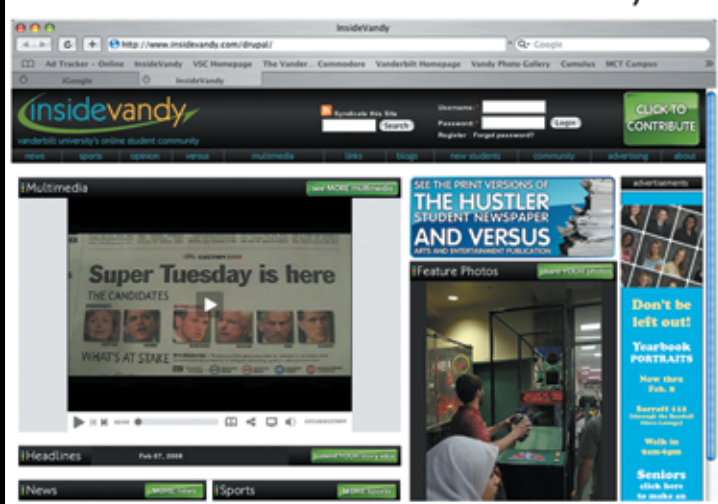 InsideVandy
http://www.insidevandy.com/drupal/
Google
Ad Tracker - Online InsideVandy VSC Homepage The Vander... Commodore Vanderbilt Homepage Vandy Photo Gallery Cumulus MCT Campus
iGoogle InsideVandy
insidevandy
vanderbilt university's online student community
Syndicate this Site
Search
Username:*
Password:*
Login
Register Forgot password?
CLICK TO
CONTRIBUTE
news sports opinion versus multimedia links blogs new students community advertising about
Multimedia
see MORE multimedia
Super Tuesday is here
THE CANDIDATES
WHAT'S AT STAKE
00:00
Headlines
Feb 07, 2008
News
MORE news
Sports
MORE sports
SEE THE PRINT VERSIONS OF
THE HUSTLER
STUDENT NEWSPAPER
AND VERSUS
ARTS AND ENTERTAINMENT PUBLICATION
Feature Photos
share YOUR photos
advertisements
Don't be
left out!
Yearbook
PORTRAITS
Now thru
Feb. 8
Sarratt 112
Walk in
9am-6pm
Seniors
click here
to make an